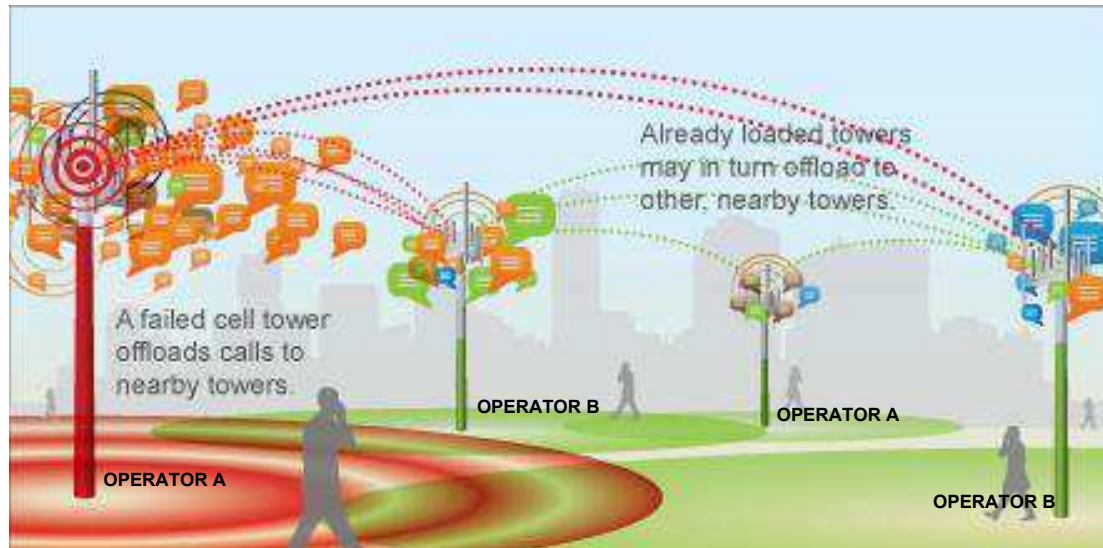 Already loaded towers
may in turn offload to
other, nearby towers.
A failed cell tower
offloads calls to
nearby towers.
OPERATOR B
OPERATOR A
OPERATOR A
OPERATOR B